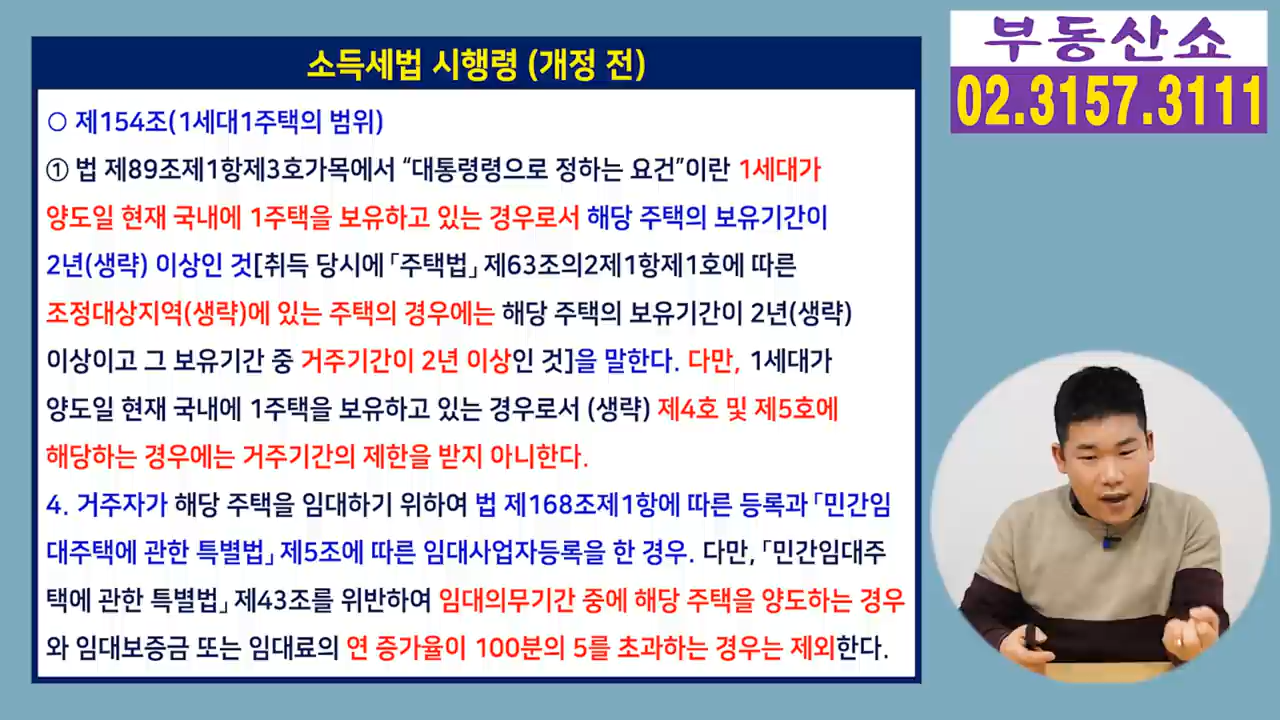 소득세법 시행령 (개정 전)
부동산쇼
02.3157.3111
○ 제154조(1세대1주택의 범위)
① 법 제89조제1항제3호가목에서 “대통령령으로 정하는 요건”이란 1세대가
양도일 현재 국내에 1주택을 보유하고 있는 경우로서 해당 주택의 보유기간이
2년(생략) 이상인 것[취득 당시에 「주택법」 제63조의2제1항제1호에 따른
조정대상지역(생략)에 있는 주택의 경우에는 해당 주택의 보유기간이 2년(생략)
이상이고 그 보유기간 중 거주기간이 2년 이상인 것]을 말한다. 다만, 1세대가
양도일 현재 국내에 1주택을 보유하고 있는 경우로서 (생략) 제4호 및 제5호에
해당하는 경우에는 거주기간의 제한을 받지 아니한다.
4. 거주자가 해당 주택을 임대하기 위하여 법 제168조제1항에 따른 등록과 「민간임
대주택에 관한 특별법」 제5조에 따른 임대사업자등록을 한 경우. 다만, 「민간임대주
택에 관한 특별법」 제43조를 위반하여 임대의무기간 중에 해당 주택을 양도하는 경우
와 임대보증금 또는 임대료의 연 증가율이 100분의 5를 초과하는 경우는 제외한다.